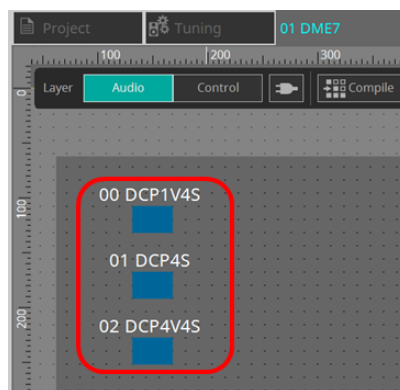 Project Tuning 01 DME7
100 200 300
0 Layer Audio Control Compile
00 DCP1V4S
100
01 DCP4S
02 DCP4V4S
200